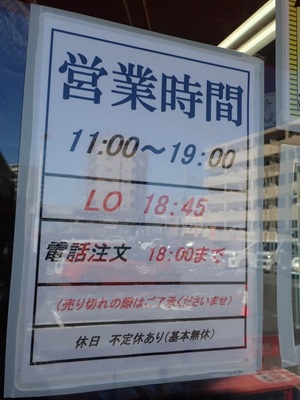 営業時間
11:00～19:00
LO 18:45
電話注文 18:00まで
(売り切れの際はご了承くださいませ)
休日 不定休あり(基本無休)